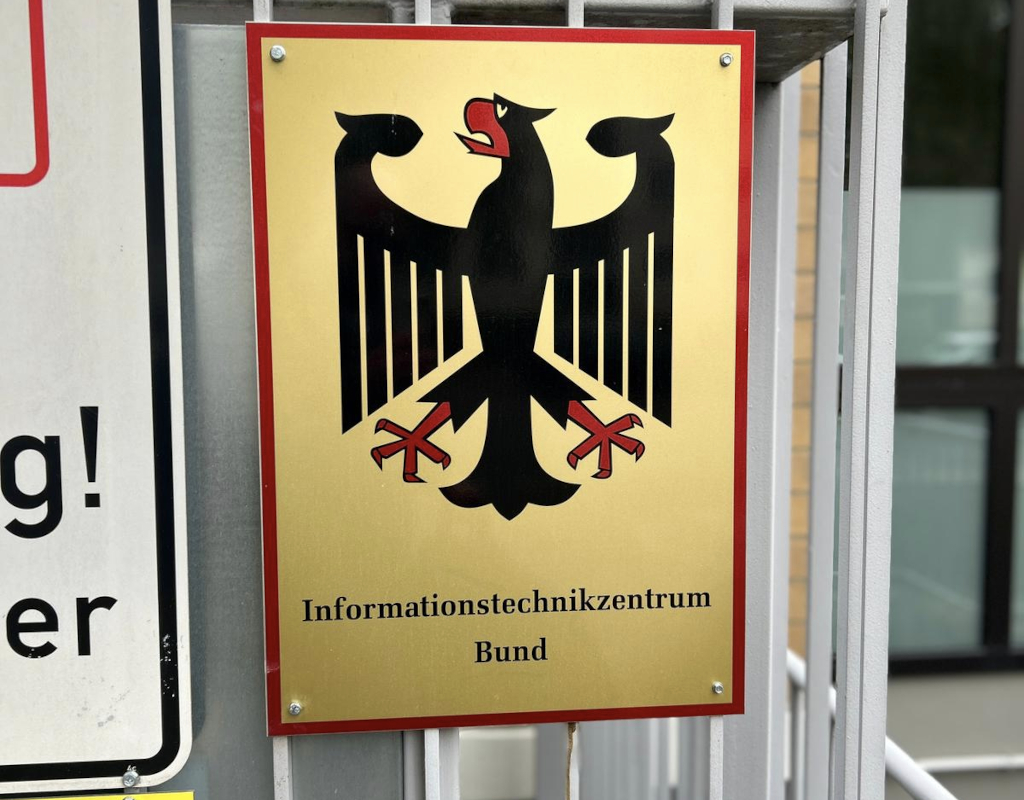 g!
er
Informationstechnikzentrum
Bund